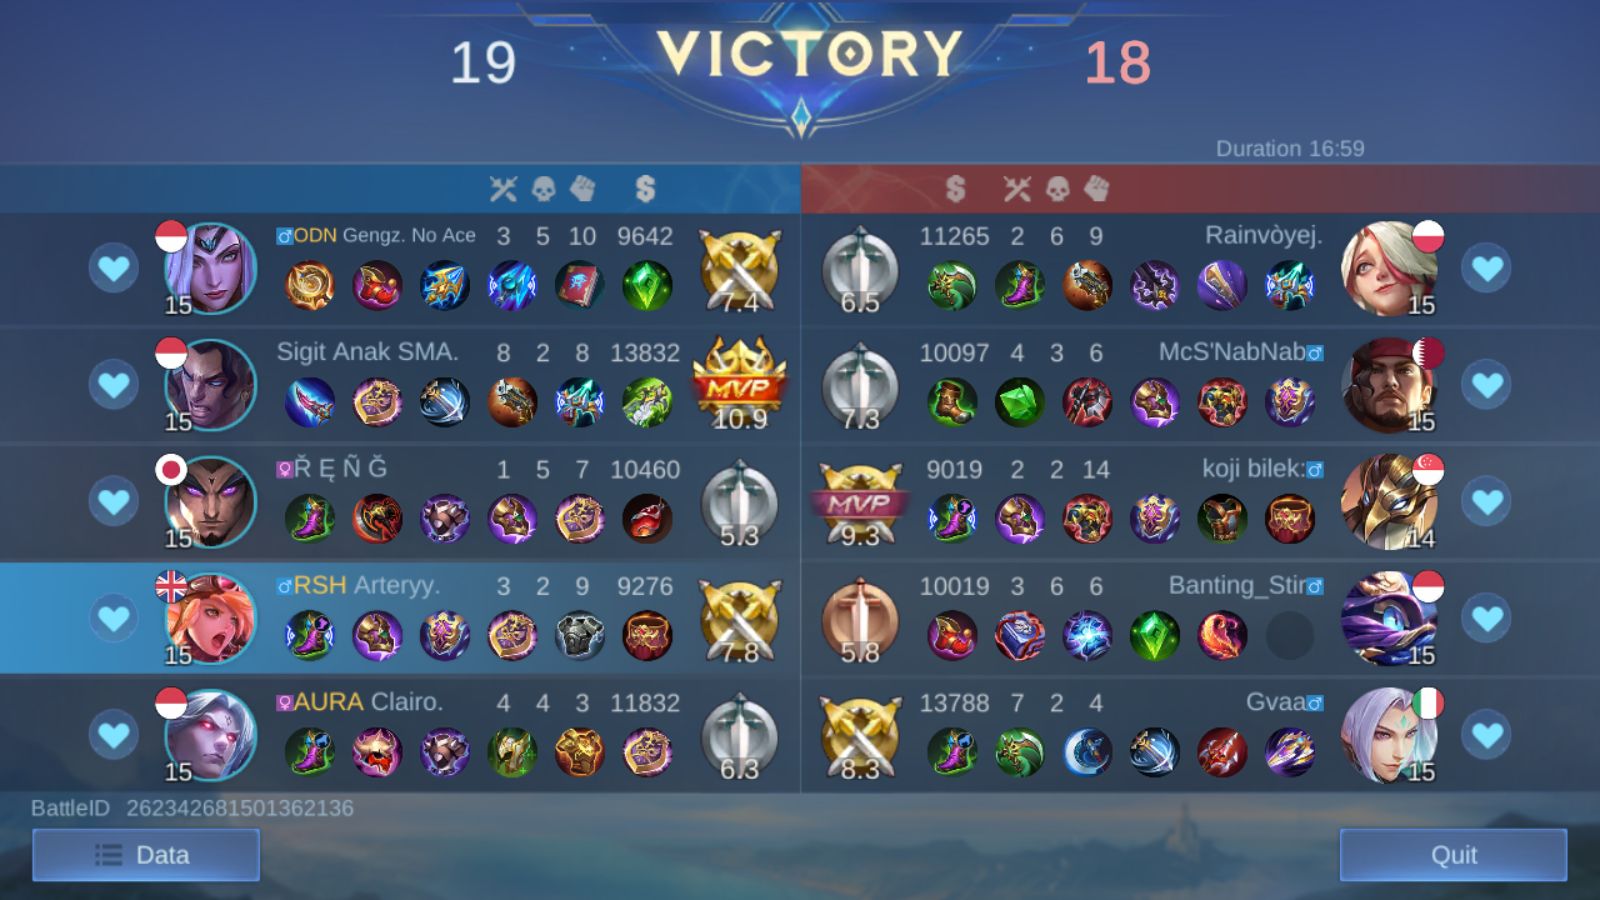 19 VICTORY 18
Duration 16:59
ODN Gengz. No Ace 3 5 10 9642
15 7.4
6.5 11265 2 6 9 Rainvòyej.
15
Sigit Anak SMA. 8 2 8 13832
15 MVP 10.9
7.3 10097 4 3 6 McS'NabNab
15
Ř Ę Ñ Ğ 1 5 7 10460
15 5.3
MVP 9.3 9019 2 2 14 koji bilek:
14
RSH Arteryy. 3 2 9 9276
15 7.8
5.8 10019 3 6 6 Banting_Stir
15
AURA Clairo. 4 4 3 11832
15 6.3
8.3 13788 7 2 4 Gvaa
15
BattleID 262342681501362136
Data
Quit